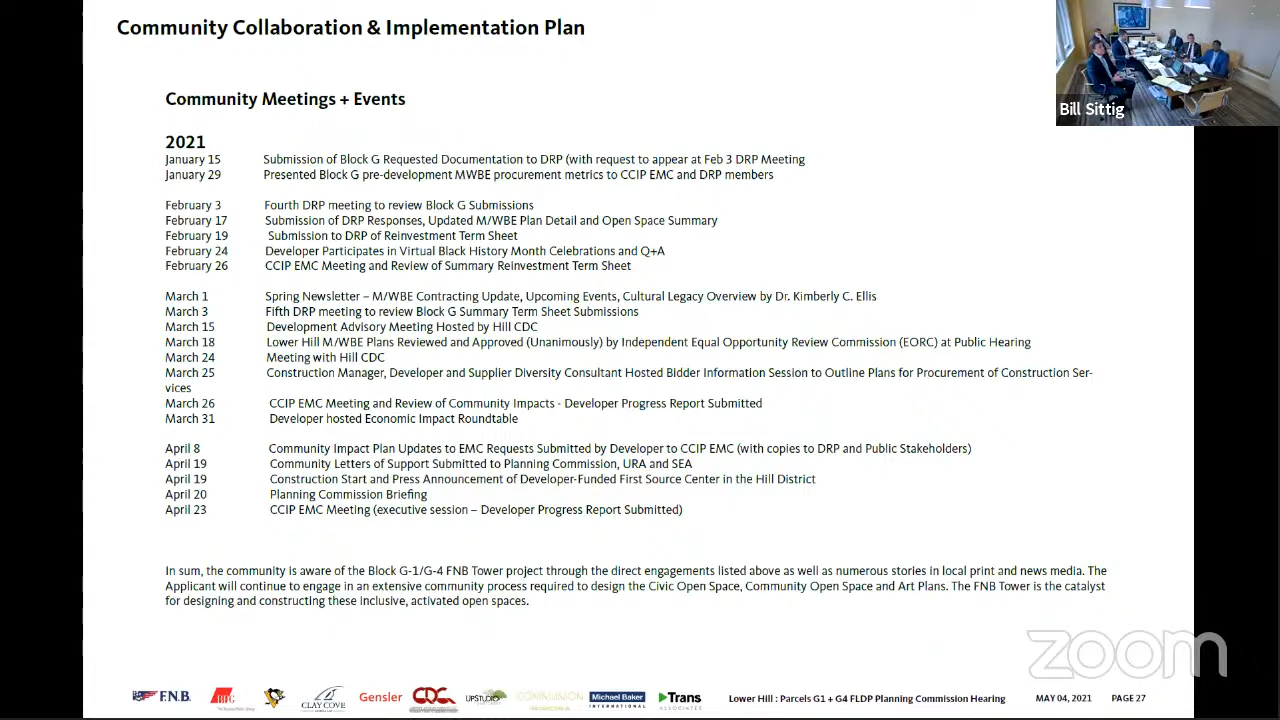 Community Collaboration & Implementation Plan
Bill Sittig
Community Meetings + Events
2021
January 15 Submission of Block G Requested Documentation to DRP (with request to appear at Feb 3 DRP Meeting
January 29 Presented Block G pre-development MWBE procurement metrics to CCIP EMC and DRP members
February 3 Fourth DRP meeting to review Block G Submissions
February 17 Submission of DRP Responses, Updated M/WBE Plan Detail and Open Space Summary
February 19 Submission to DRP of Reinvestment Term Sheet
February 24 Developer Participates in Virtual Black History Month Celebrations and Q+A
February 26 CCIP EMC Meeting and Review of Summary Reinvestment Term Sheet
March 1 Spring Newsletter – M/WBE Contracting Update, Upcoming Events, Cultural Legacy Overview by Dr. Kimberly C. Ellis
March 3 Fifth DRP meeting to review Block G Summary Term Sheet Submissions
March 15 Development Advisory Meeting Hosted by Hill CDC
March 18 Lower Hill M/WBE Plans Reviewed and Approved (Unanimously) by Independent Equal Opportunity Review Commission (EORC) at Public Hearing
March 24 Meeting with Hill CDC
March 25 Construction Manager, Developer and Supplier Diversity Consultant Hosted Bidder Information Session to Outline Plans for Procurement of Construction Ser-
vices
March 26 CCIP EMC Meeting and Review of Community Impacts - Developer Progress Report Submitted
March 31 Developer hosted Economic Impact Roundtable
April 8 Community Impact Plan Updates to EMC Requests Submitted by Developer to CCIP EMC (with copies to DRP and Public Stakeholders)
April 19 Community Letters of Support Submitted to Planning Commission, URA and SEA
April 19 Construction Start and Press Announcement of Developer-Funded First Source Center in the Hill District
April 20 Planning Commission Briefing
April 23 CCIP EMC Meeting (executive session – Developer Progress Report Submitted)
In sum, the community is aware of the Block G-1/G-4 FNB Tower project through the direct engagements listed above as well as numerous stories in local print and news media. The
Applicant will continue to engage in an extensive community process required to design the Civic Open Space, Community Open Space and Art Plans. The FNB Tower is the catalyst
for designing and constructing these inclusive, activated open spaces.
zoom
F.N.B. BPG CLAY COVE Gensler CDC UPSTUDIO Michael Baker INTERNATIONAL Trans ASSOCIATES Lower Hill : Parcels G1 + G4 FLDP Planning Commission Hearing MAY 04, 2021 PAGE 27